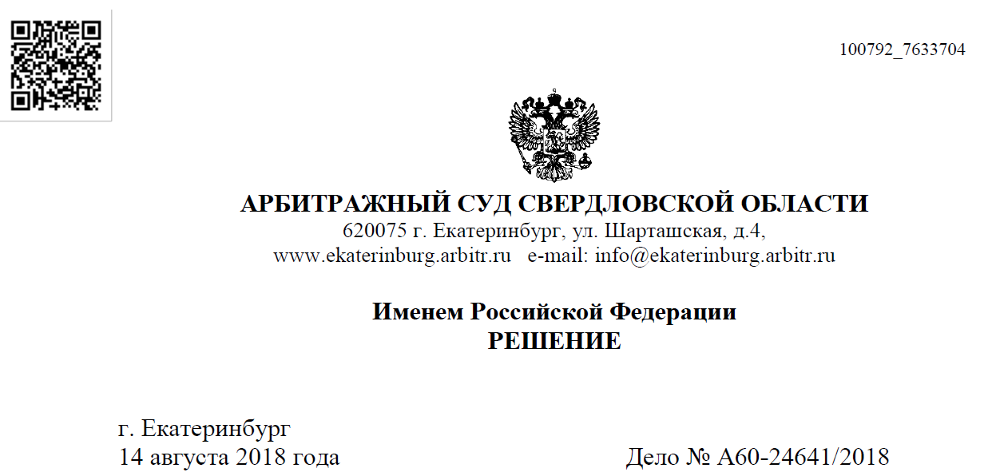 100792_7633704
АРБИТРАЖНЫЙ СУД СВЕРДЛОВСКОЙ ОБЛАСТИ
620075 г. Екатеринбург, ул. Шарташская, д.4,
www.ekaterinburg.arbitr.ru e-mail: info@ekaterinburg.arbitr.ru
Именем Российской Федерации
РЕШЕНИЕ
г. Екатеринбург
14 августа 2018 года Дело № А60-24641/2018